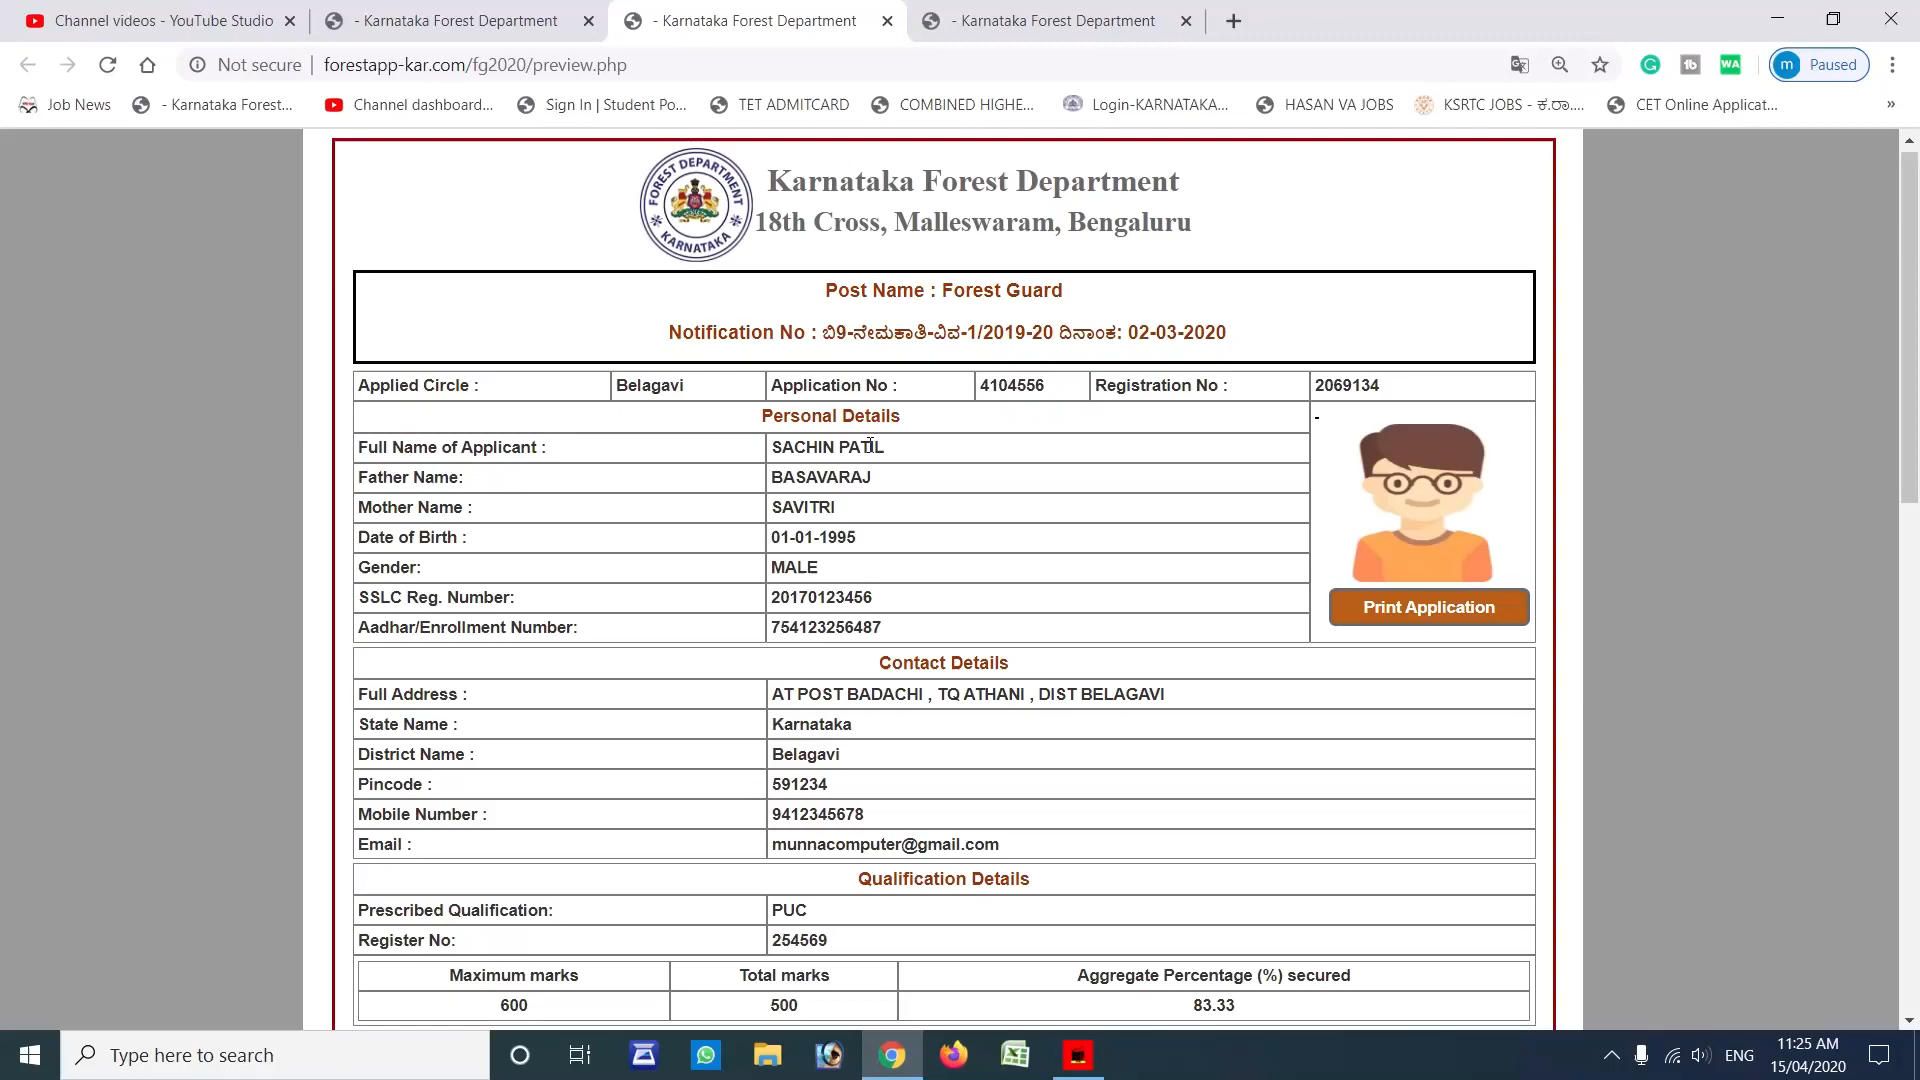 Channel videos - YouTube Studio
- Karnataka Forest Department
- Karnataka Forest Department
- Karnataka Forest Department
Not secure | forestapp-kar.com/fg2020/preview.php
m Paused
Job News
- Karnataka Forest...
Channel dashboard...
Sign In | Student Po...
TET ADMITCARD
COMBINED HIGHE...
Login-KARNATAKA...
HASAN VA JOBS
KSRTC JOBS - ಕ.ರಾ....
CET Online Applicat...
»
FOREST DEPARTMENT
KARNATAKA
Karnataka Forest Department
18th Cross, Malleswaram, Bengaluru
Post Name : Forest Guard
Notification No : ಬಿ9-ನೇಮಕಾತಿ-ವಿವ-1/2019-20 ದಿನಾಂಕ: 02-03-2020
Applied Circle : Belagavi Application No : 4104556 Registration No : 2069134
Personal Details -
Full Name of Applicant : SACHIN PATIL
Father Name: BASAVARAJ
Mother Name : SAVITRI
Date of Birth : 01-01-1995
Gender: MALE
SSLC Reg. Number: 20170123456
Print Application
Aadhar/Enrollment Number: 754123256487
Contact Details
Full Address : AT POST BADACHI , TQ ATHANI , DIST BELAGAVI
State Name : Karnataka
District Name : Belagavi
Pincode : 591234
Mobile Number : 9412345678
Email : munnacomputer@gmail.com
Qualification Details
Prescribed Qualification: PUC
Register No: 254569
Maximum marks Total marks Aggregate Percentage (%) secured
600 500 83.33
Type here to search
ENG
11:25 AM
15/04/2020